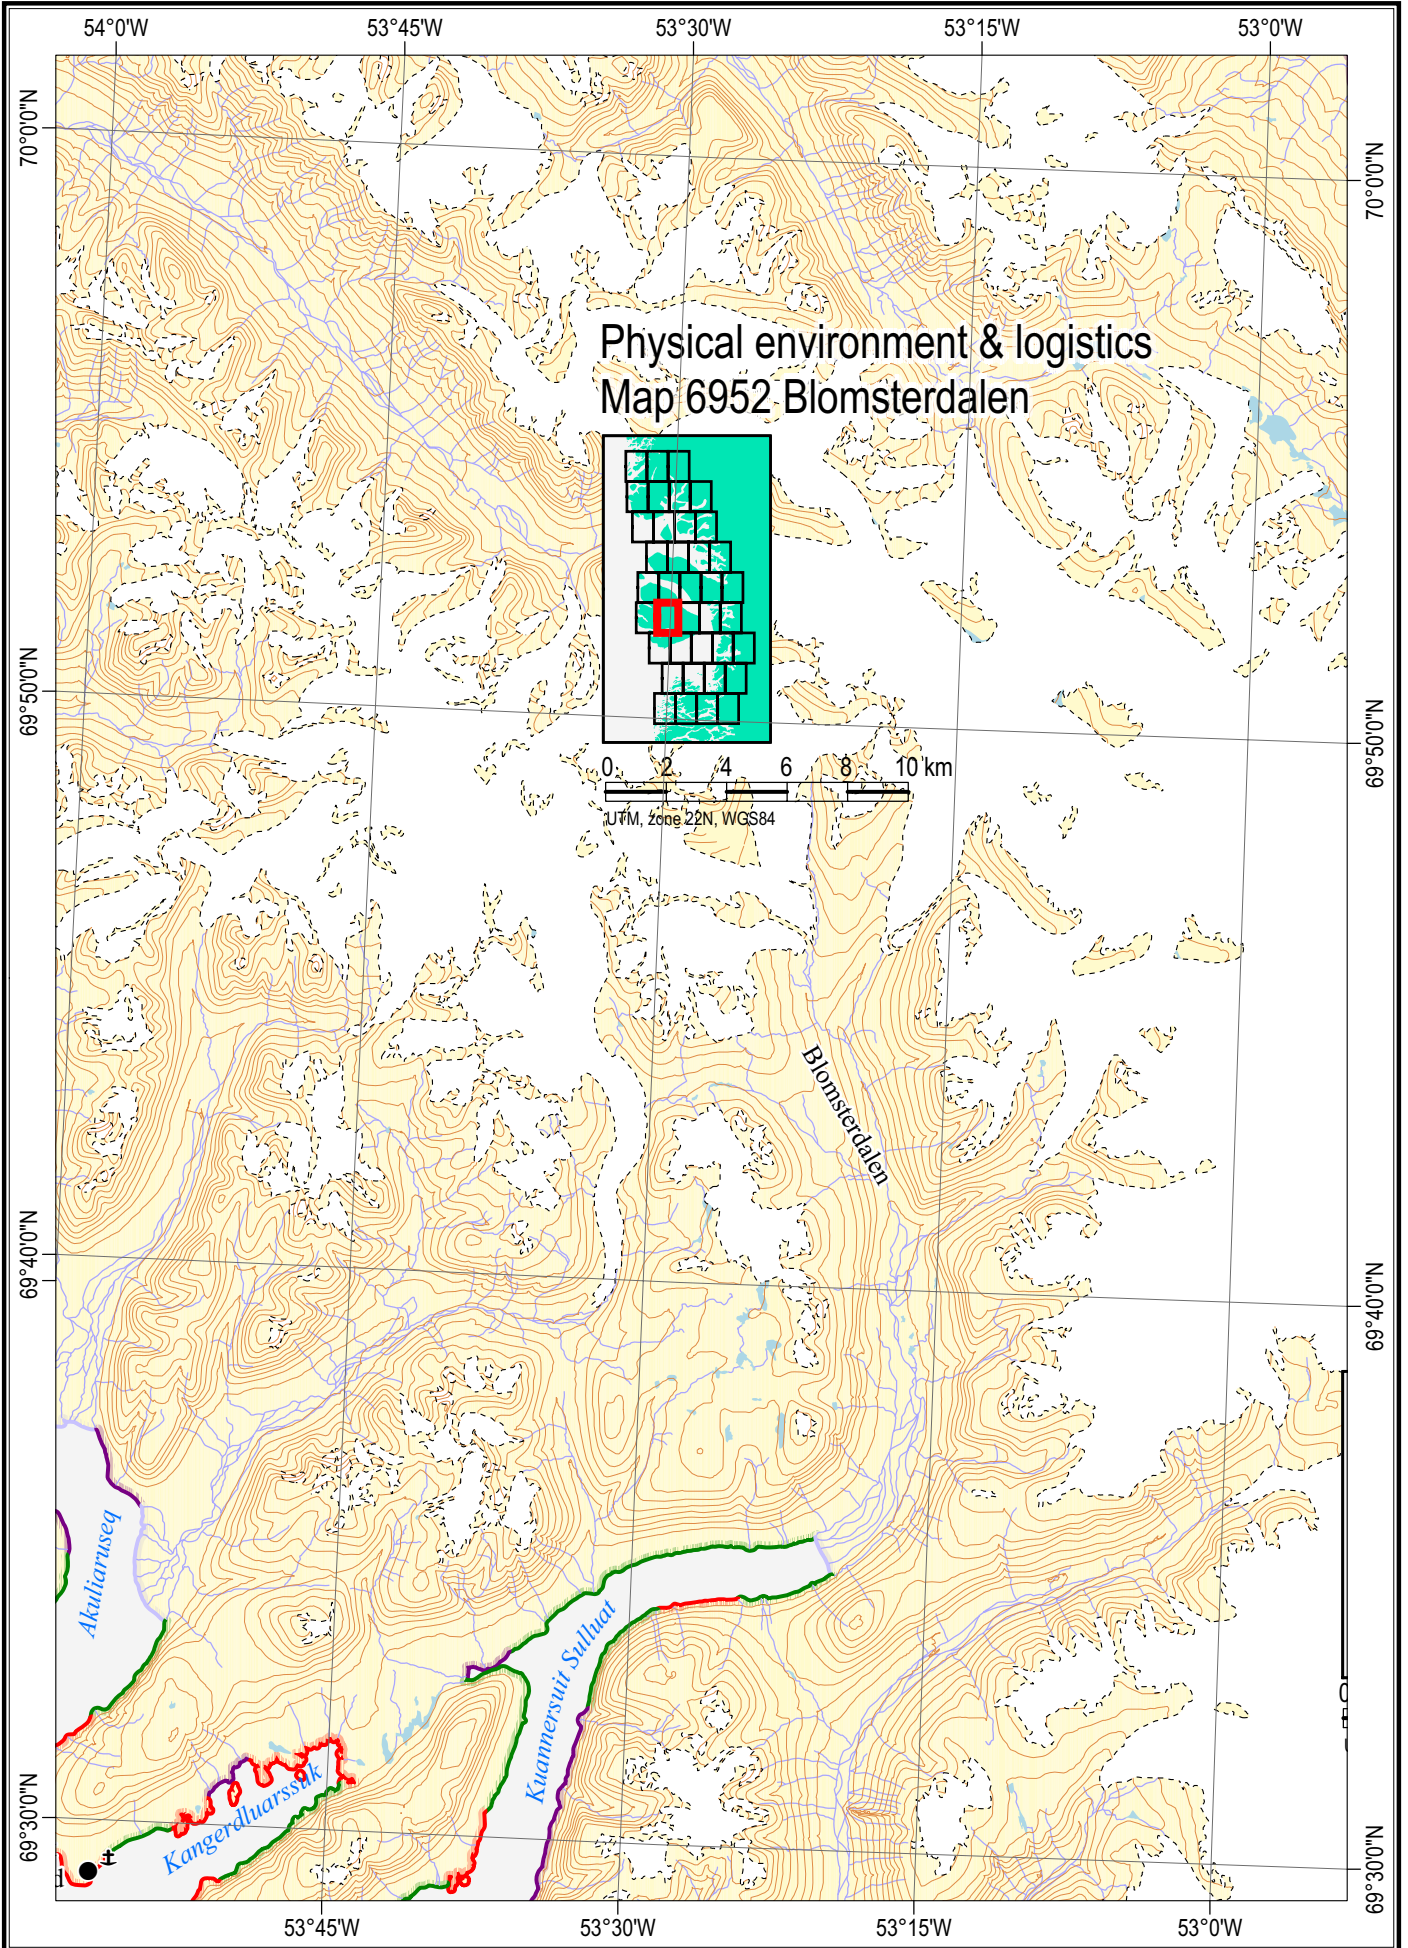 54°0'W 53°45'W 53°30'W 53°15'W 53°0'W
70°0'0"N
70°0'0"N
Physical environment & logistics
Map 6952 Blomsterdalen
69°50'0"N
69°50'0"N
0 2 4 6 8 10 km
UTM, zone 22N, WGS84
Blomsterdalen
69°40'0"N
69°40'0"N
Akuliaruseq
Kuannersuit Sulluat
Kangerdluarssuk
69°30'0"N
69°30'0"N
53°45'W 53°30'W 53°15'W 53°0'W